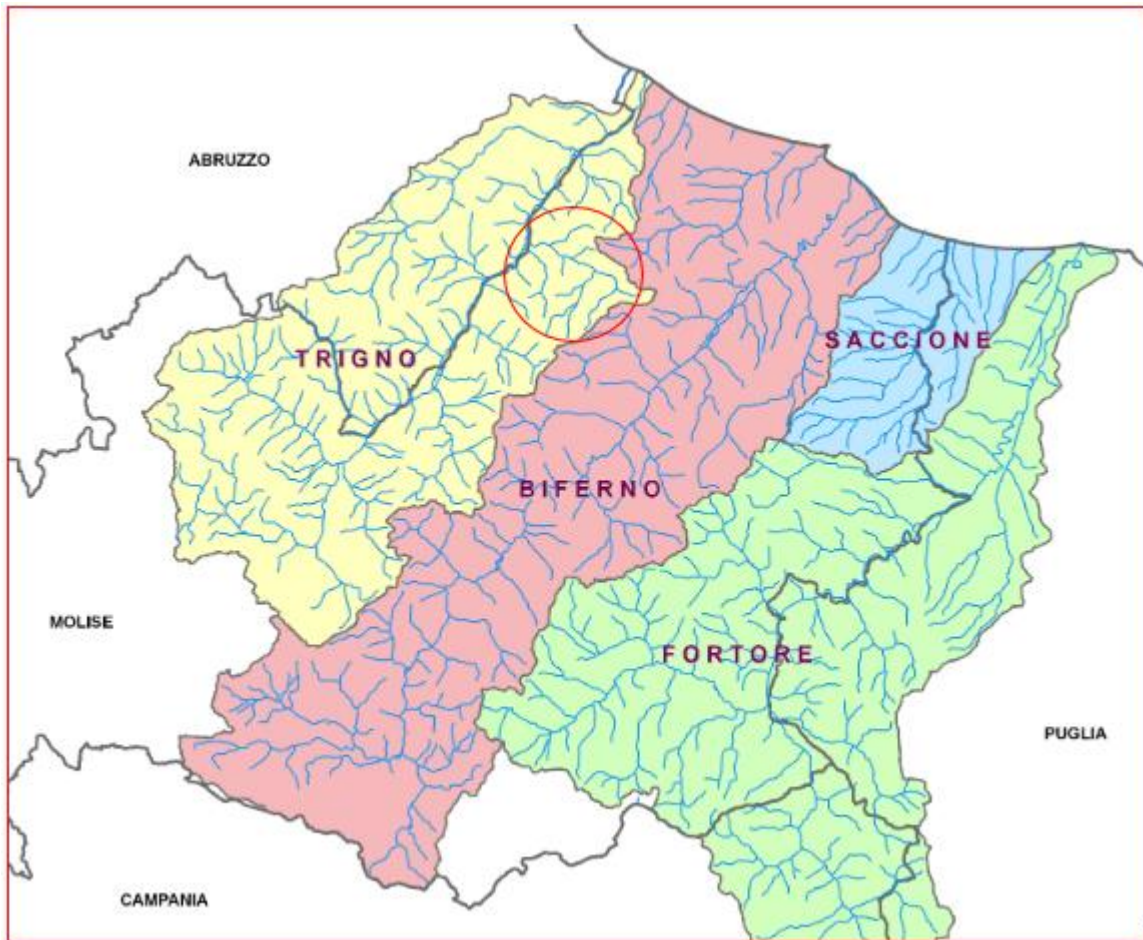 ABRUZZO
TRIGNO
SACCIONE
BIFERNO
MOLISE
FORTORE
PUGLIA
CAMPANIA